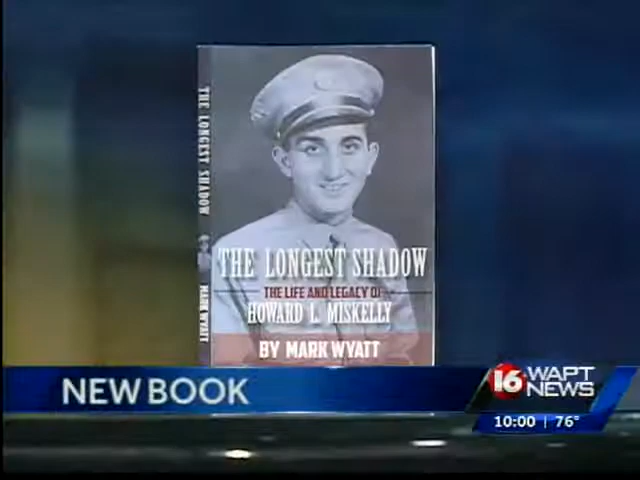 THE LONGEST SHADOW
MARK WYATT
THE LONGEST SHADOW
THE LIFE AND LEGACY OF
HOWARD L. MISKELLY
BY MARK WYATT
NEW BOOK
16 WAPT
NEWS
10:00 | 76°